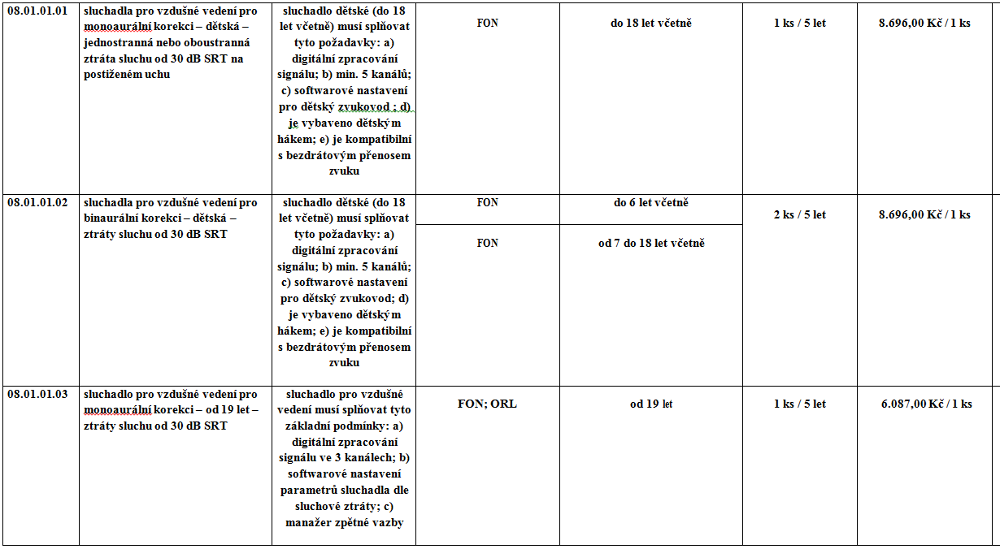 08.01.01.01
sluchadla pro vzdušné vedení pro
monoaurální korekci – dětská –
jednostranná nebo oboustranná
ztráta sluchu od 30 dB SRT na
postiženém uchu
sluchadlo dětské (do 18
let včetně) musí splňovat
tyto požadavky: a)
digitální zpracování
signálu; b) min. 5 kanálů;
c) softwarové nastavení
pro dětský zvukovod ; d)
je vybaveno dětským
hákem; e) je kompatibilní
s bezdrátovým přenosem
zvuku
FON
do 18 let včetně
1 ks / 5 let
8.696,00 Kč / 1 ks
08.01.01.02
sluchadla pro vzdušné vedení pro
binaurální korekci – dětská –
ztráty sluchu od 30 dB SRT
sluchadlo dětské (do 18
let včetně) musí splňovat
tyto požadavky: a)
digitální zpracování
signálu; b) min. 5 kanálů;
c) softwarové nastavení
pro dětský zvukovod; d)
je vybaveno dětským
hákem; e) je kompatibilní
s bezdrátovým přenosem
zvuku
FON
do 6 let včetně
FON
od 7 do 18 let včetně
2 ks / 5 let
8.696,00 Kč / 1 ks
08.01.01.03
sluchadlo pro vzdušné vedení pro
monoaurální korekci – od 19 let –
ztráty sluchu od 30 dB SRT
sluchadlo pro vzdušné
vedení musí splňovat tyto
základní podmínky: a)
digitální zpracování
signálu ve 3 kanálech; b)
softwarové nastavení
parametrů sluchadla dle
sluchové ztráty; c)
manažer zpětné vazby
FON; ORL
od 19 let
1 ks / 5 let
6.087,00 Kč / 1 ks